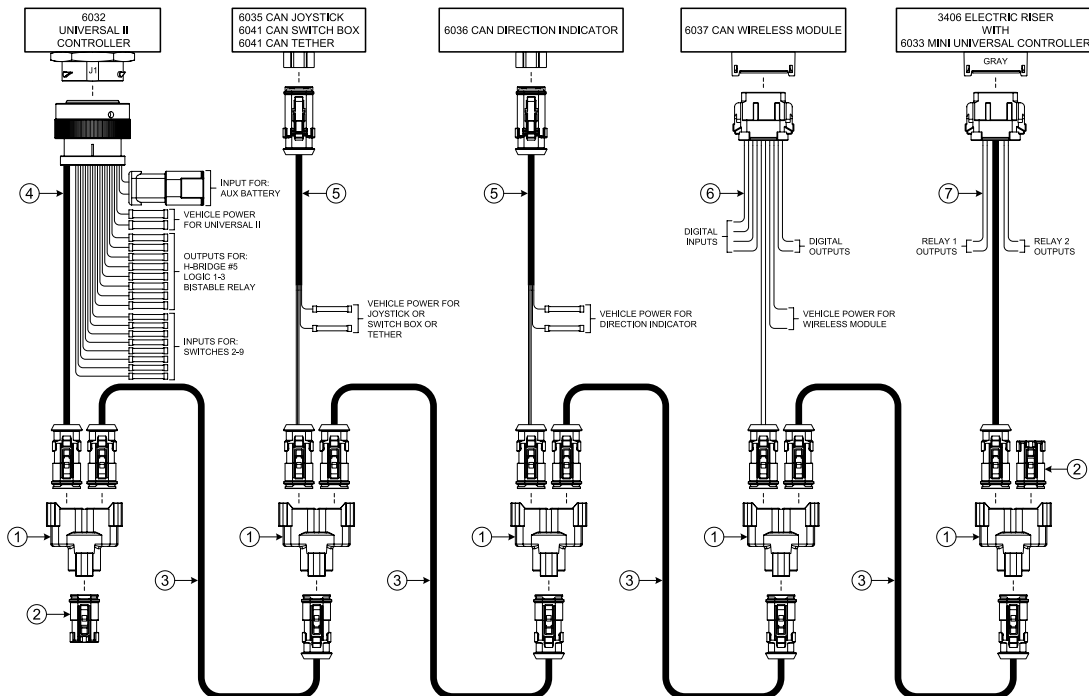 6032
UNIVERSAL II
CONTROLLER
6035 CAN JOYSTICK
6041 CAN SWITCH BOX
6041 CAN TETHER
6036 CAN DIRECTION INDICATOR
6037 CAN WIRELESS MODULE
3406 ELECTRIC RISER
WITH
6033 MINI UNIVERSAL CONTROLLER
J1
GRAY
4
INPUT FOR:
AUX BATTERY
VEHICLE POWER
FOR UNIVERSAL II
OUTPUTS FOR:
H-BRIDGE #5
LOGIC 1-3
BISTABLE RELAY
INPUTS FOR:
SWITCHES 2-9
5
VEHICLE POWER FOR
JOYSTICK OR
SWITCH BOX OR
TETHER
5
VEHICLE POWER FOR
DIRECTION INDICATOR
6
DIGITAL
INPUTS
DIGITAL
OUTPUTS
VEHICLE POWER FOR
WIRELESS MODULE
7
RELAY 1
OUTPUTS
RELAY 2
OUTPUTS
2
1
1
1
1
1
3
3
3
3
2